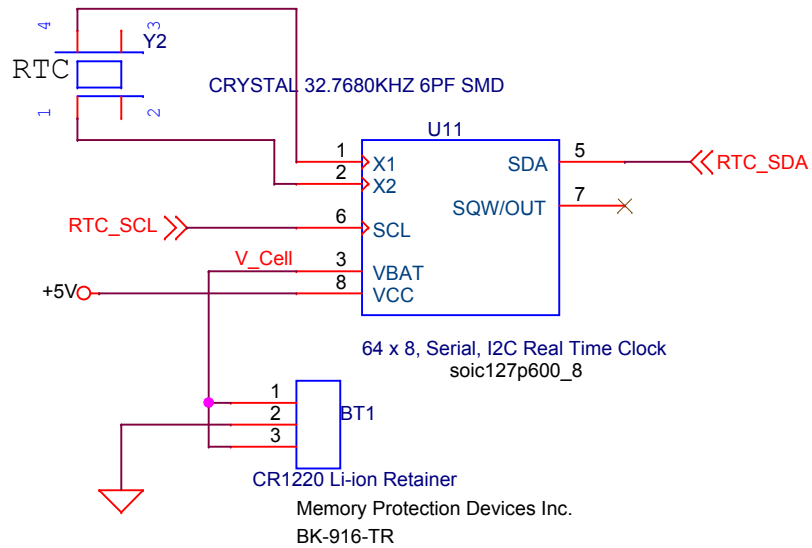 4
3
Y2
RTC
CRYSTAL 32.7680KHZ 6PF SMD
1
2
U11
1
X1
2
X2
SDA
5
RTC_SDA
SQW/OUT
7
RTC_SCL
6
SCL
V_Cell
3
VBAT
+5V
8
VCC
64 x 8, Serial, I2C Real Time Clock
soic127p600_8
1
2
3
BT1
CR1220 Li-ion Retainer
Memory Protection Devices Inc.
BK-916-TR